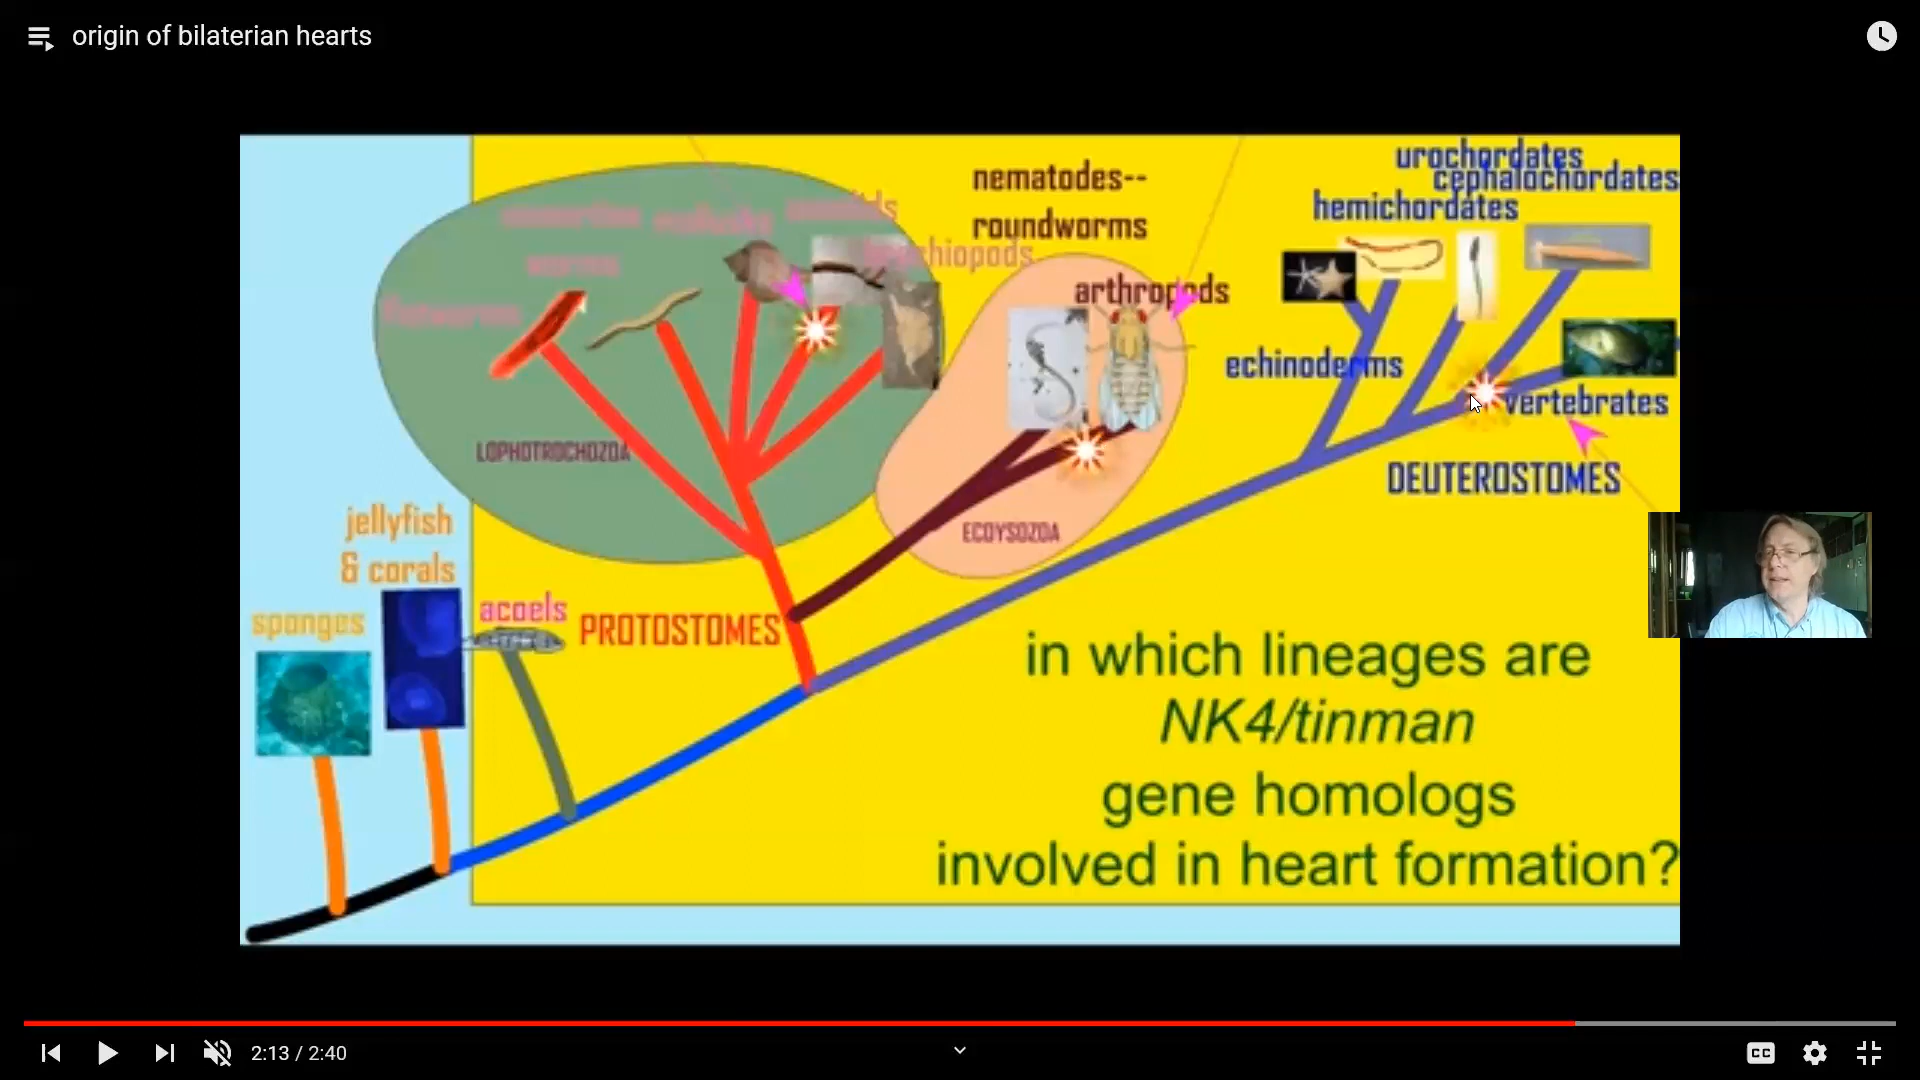 origin of bilaterian hearts
urochordates
cephalochordates
nematodes--
hemichordates
roundworms
arthropods
echinoderms
vertebrates
LOPHOTROCHOZOA
DEUTEROSTOMES
jellyfish
ECDYSOZOA
& corals
acoels
sponges
PROTOSTOMES
in which lineages are
NK4/tinman
gene homologs
involved in heart formation?
2:13 / 2:40
CC